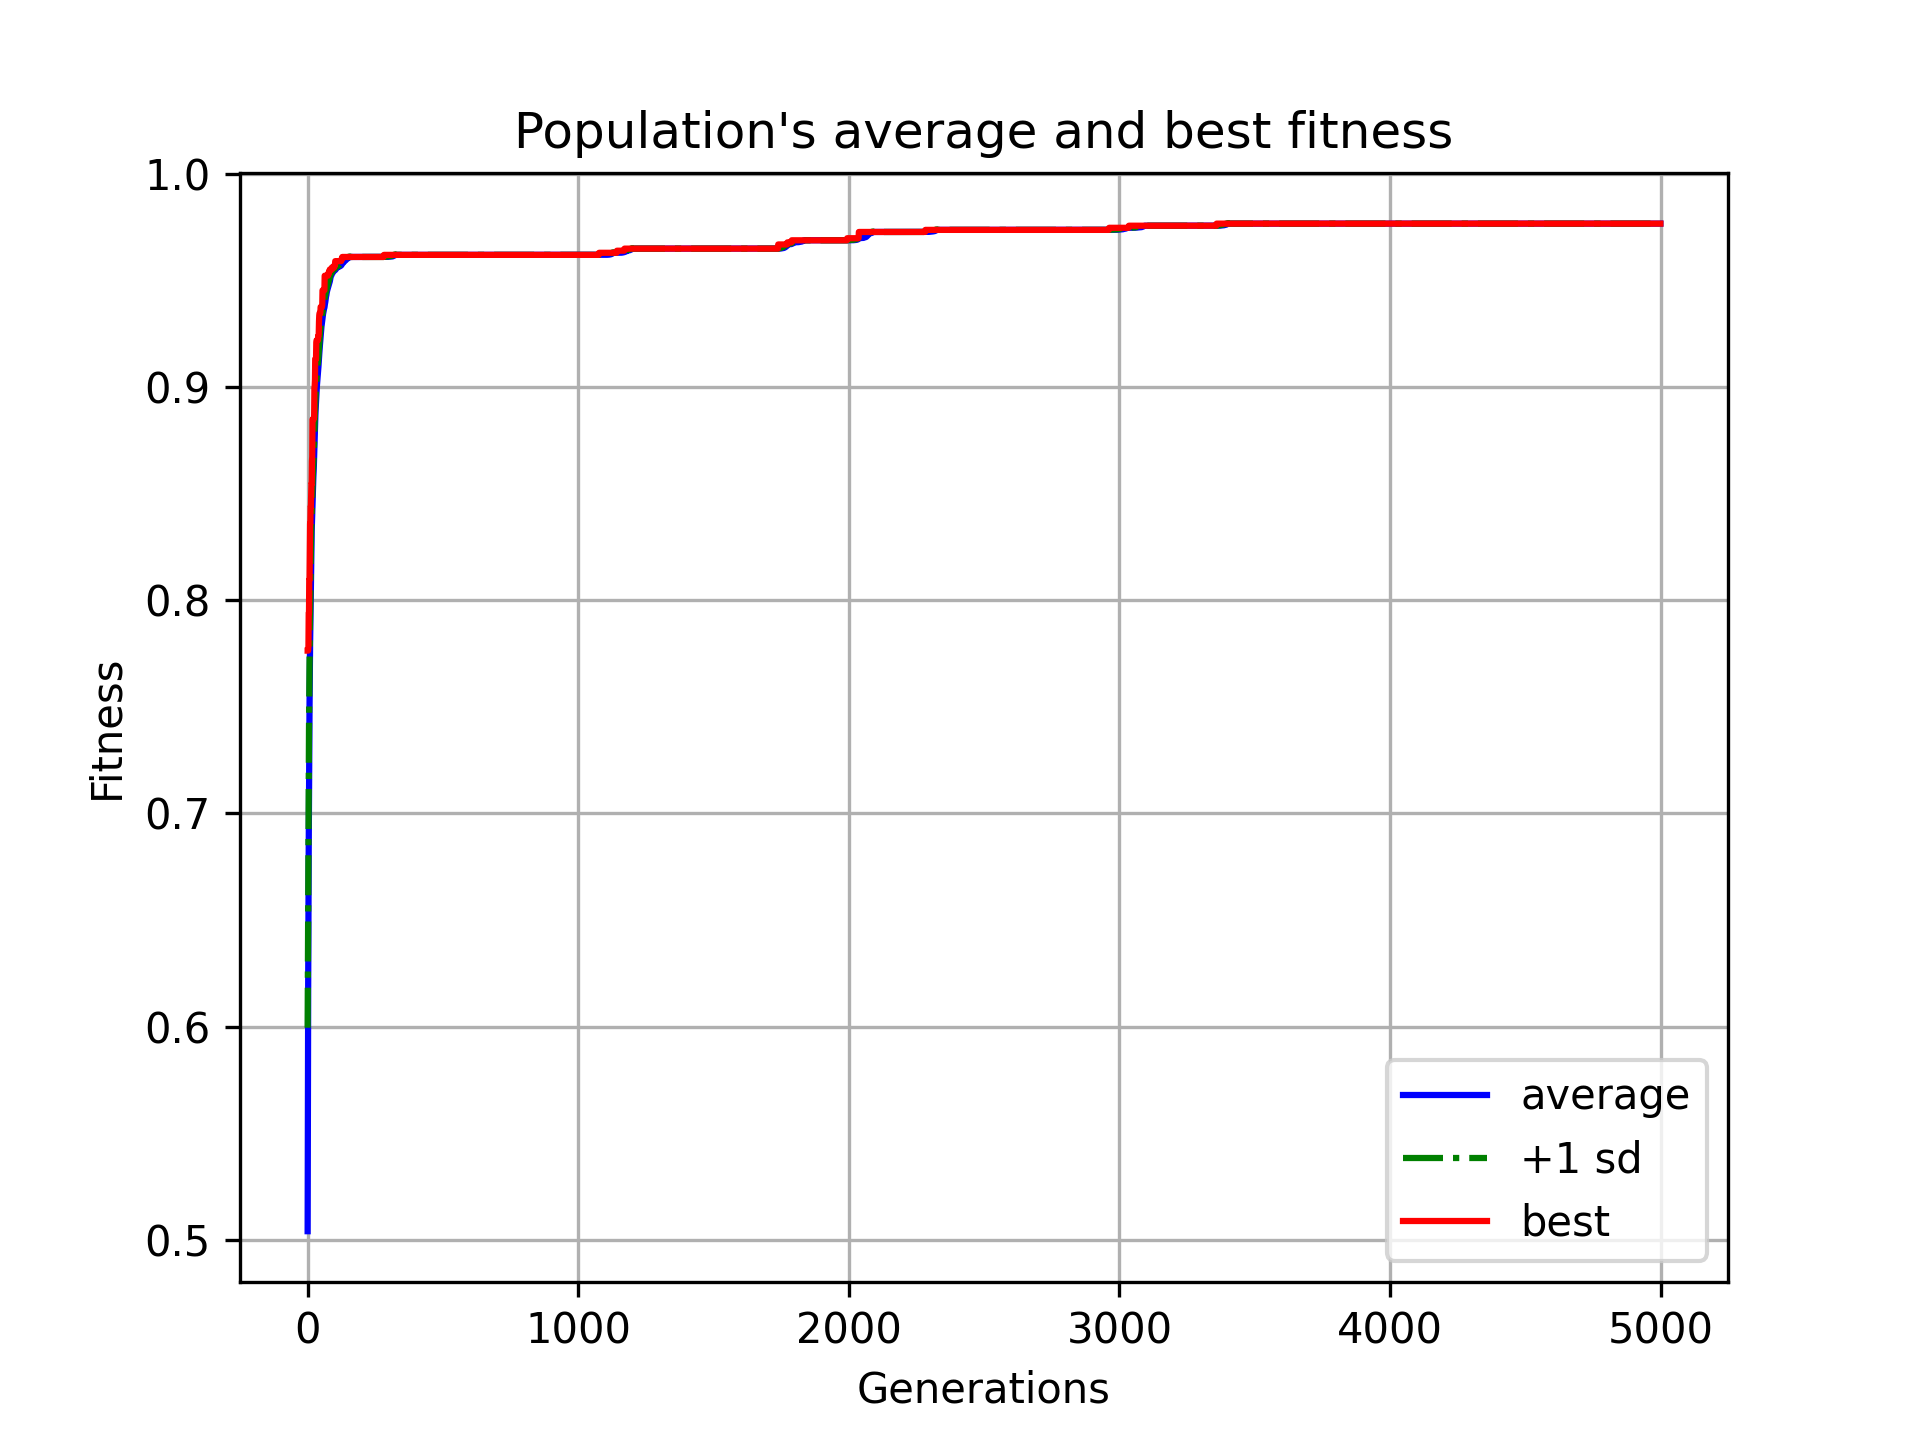 Population's average and best fitness
1.0
0.9
0.8
0.7
0.6
0.5
Fitness
0 1000 2000 3000 4000 5000
Generations
average
+1 sd
best